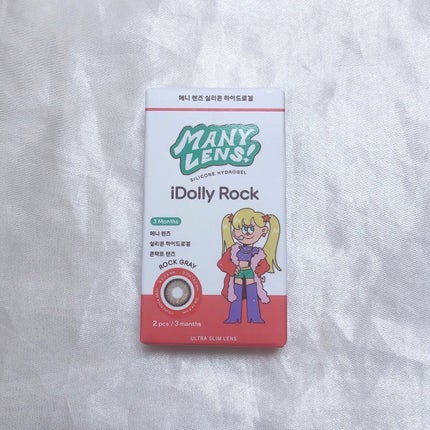 메니 렌즈 실리콘 하이드로겔
MANY
LENS!
SILICONE HYDROGEL
iDolly Rock
3 Months
메니 렌즈
실리콘 하이드로겔
콘택트 렌즈
ROCK GRAY
2 pcs / 3 months
ULTRA SLIM LENS